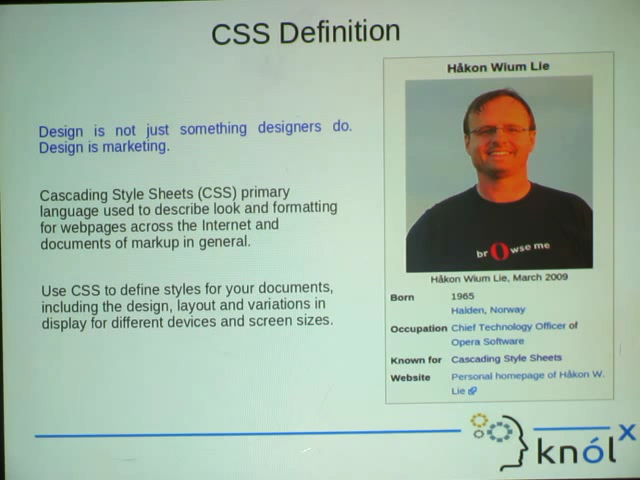 CSS Definition
Design is not just something designers do.
Design is marketing.
Cascading Style Sheets (CSS) primary
language used to describe look and formatting
for webpages across the Internet and
documents of markup in general.
Use CSS to define styles for your documents,
including the design, layout and variations in
display for different devices and screen sizes.
Håkon Wium Lie
br O wse me
Håkon Wium Lie, March 2009
Born 1965
Halden, Norway
Occupation Chief Technology Officer of
Opera Software
Known for Cascading Style Sheets
Website Personal homepage of Håkon W.
Lie
knól x